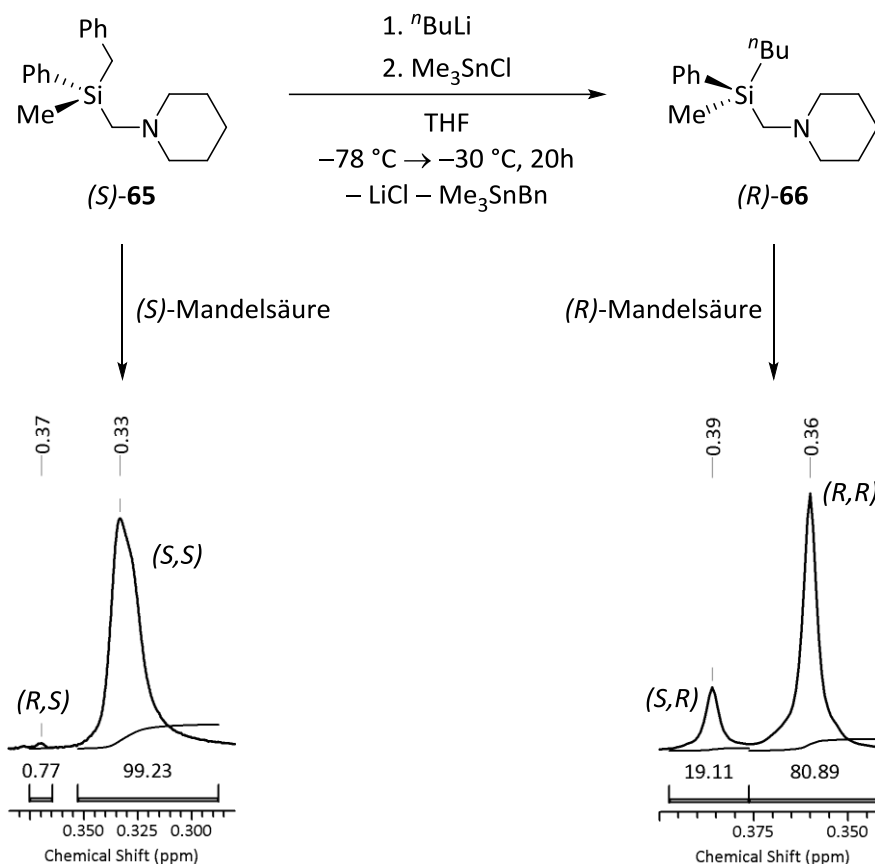 Ph
Ph
Si
Me
N
(S)-65
1. ⁿBuLi
2. Me₃SnCl
THF
−78 °C → −30 °C, 20h
− LiCl − Me₃SnBn
ⁿBu
Ph
Si
Me
N
(R)-66
(S)-Mandelsäure
(R)-Mandelsäure
0.37
0.33
(S,S)
(R,S)
0.77 99.23
0.350 0.325 0.300
Chemical Shift (ppm)
0.39
0.36
(R,R)
(S,R)
19.11 80.89
0.375 0.350
Chemical Shift (ppm)